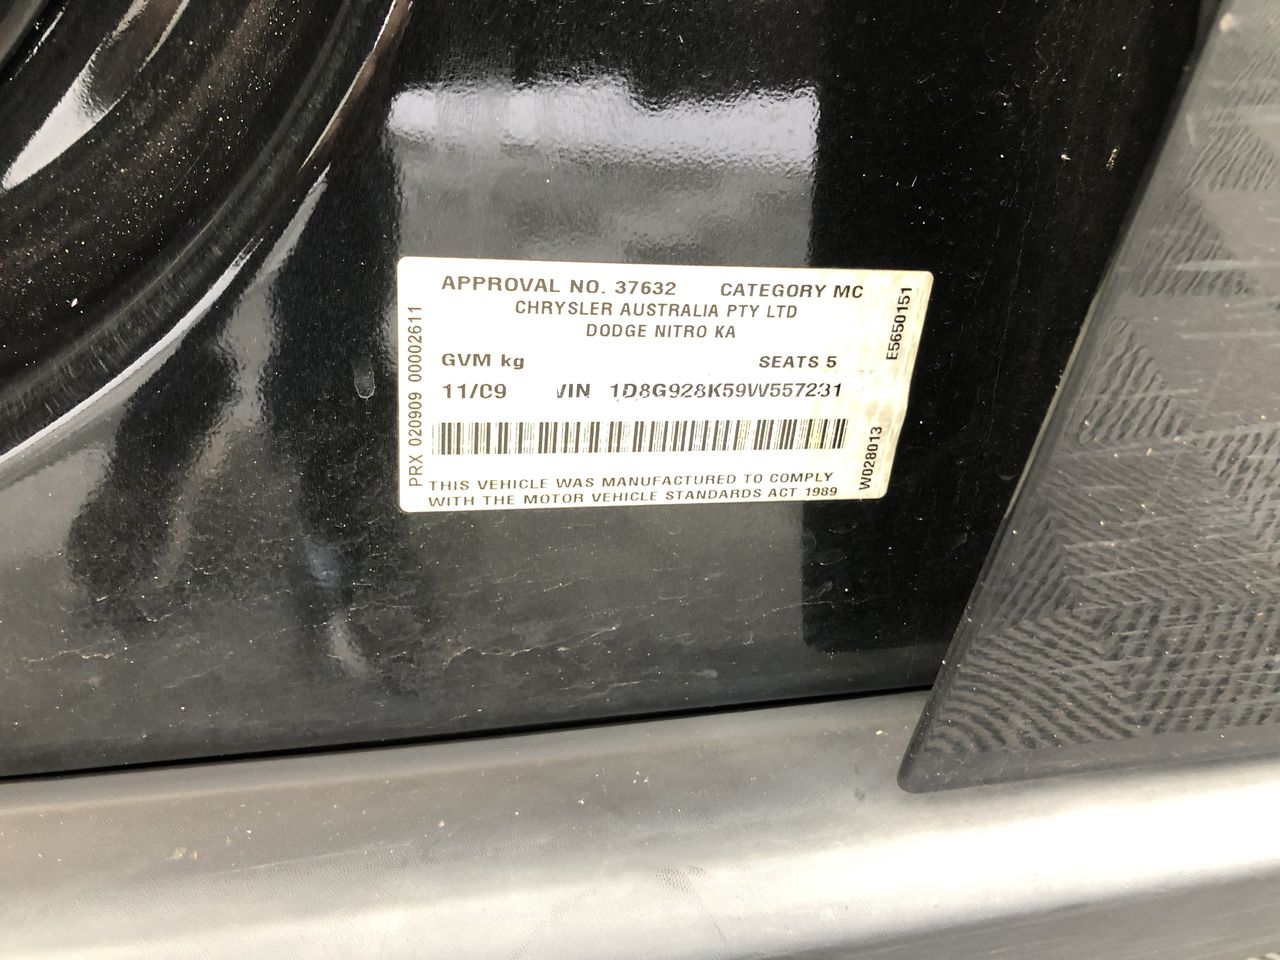 APPROVAL NO. 37632 CATEGORY MC
CHRYSLER AUSTRALIA PTY LTD
DODGE NITRO KA
GVM kg SEATS 5
11/09 VIN 1D8G928K59W557231
THIS VEHICLE WAS MANUFACTURED TO COMPLY
WITH THE MOTOR VEHICLE STANDARDS ACT 1989
PRX 020909 00002611
W028013 E5650151